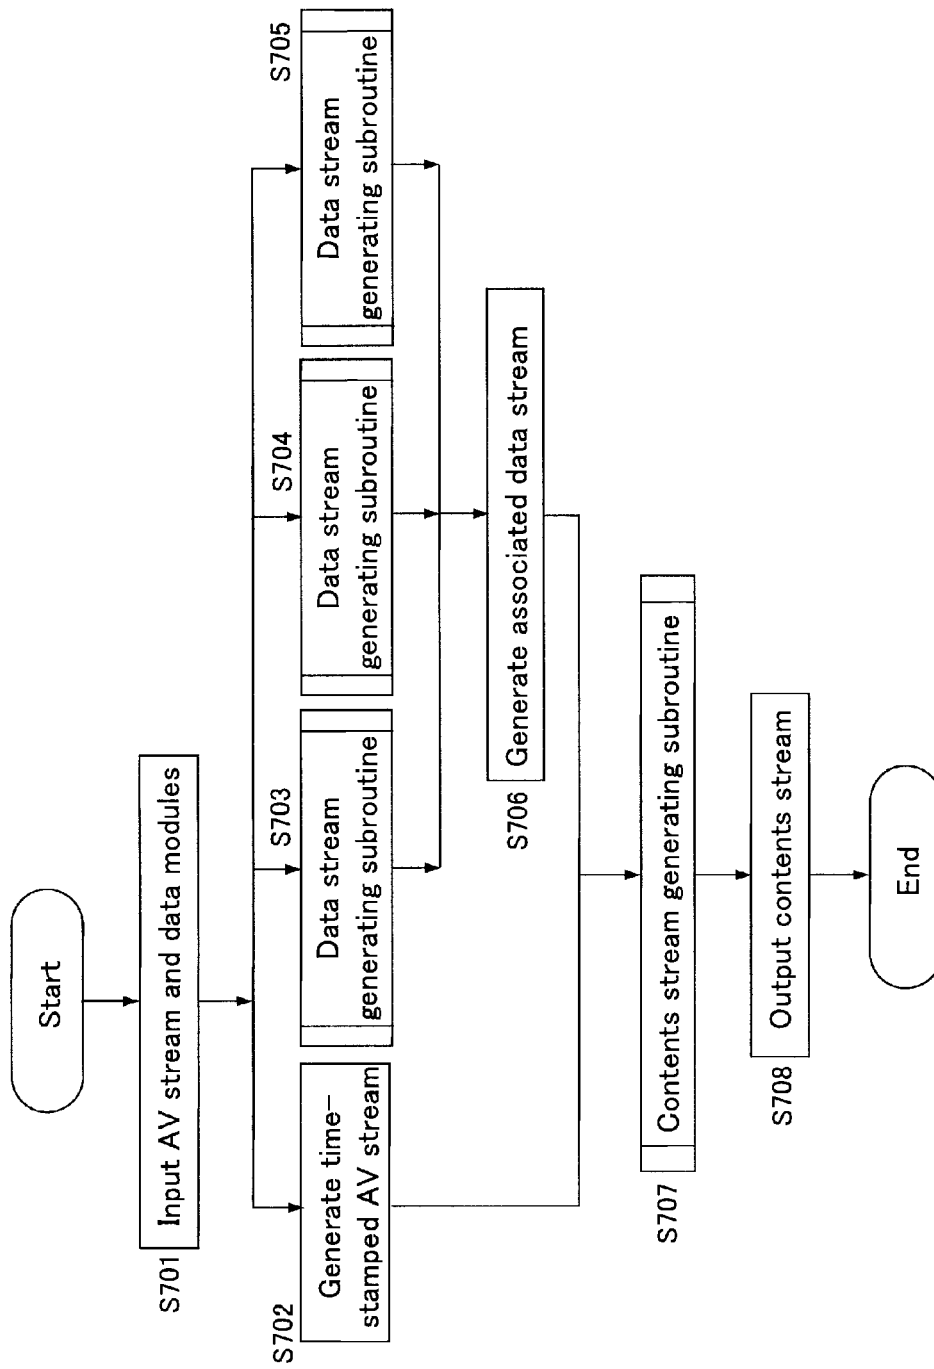 Start
S701
Input AV stream and data modules
S702
Generate time-
stamped AV stream
S703
Data stream
generating subroutine
S704
Data stream
generating subroutine
S705
Data stream
generating subroutine
S706
Generate associated data stream
S707
Contents stream generating subroutine
S708
Output contents stream
End